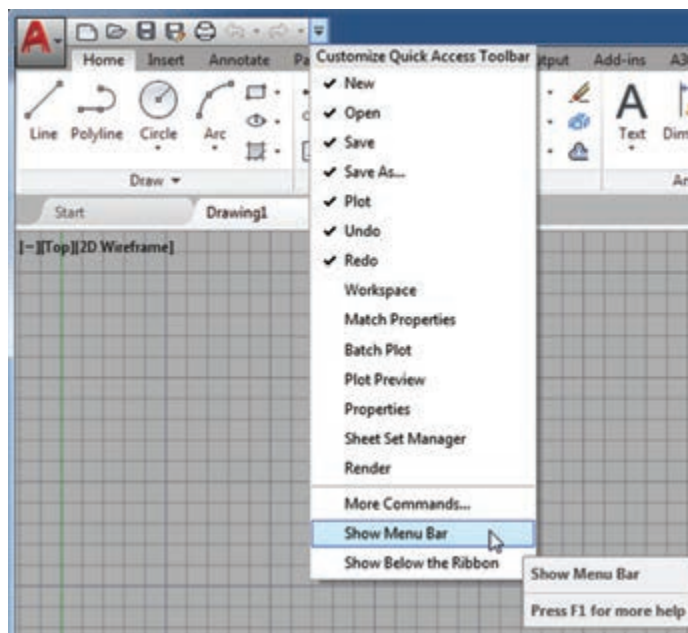 Customize Quick Access Toolbar
Home Insert Annotate Add-ins
New
Open
Save
Save As...
Plot
Undo
Redo
Workspace
Match Properties
Batch Plot
Plot Preview
Properties
Sheet Set Manager
Render
More Commands...
Show Menu Bar
Show Below the Ribbon
Line Polyline Circle Arc Text
Draw
Start Drawing1
[−][Top][2D Wireframe]
Show Menu Bar
Press F1 for more help